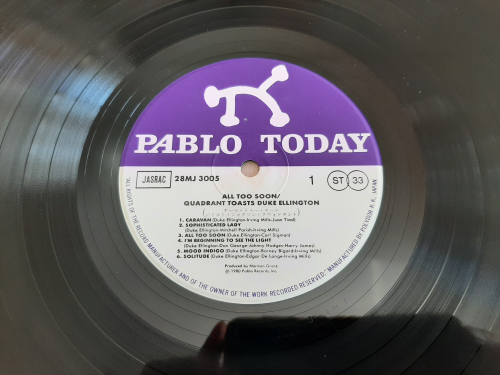 PABLO TODAY
JASRAC
28MJ 3005
ALL TOO SOON/
QUADRANT TOASTS DUKE ELLINGTON
1
ST 33
1. CARAVAN (Duke Ellington-Irving Mills-Juan Tizol)
2. SOPHISTICATED LADY
(Duke Ellington-Mitchell Parish-Irving Mills)
3. ALL TOO SOON (Duke Ellington-Carl Sigman)
4. I'M BEGINNING TO SEE THE LIGHT
(Duke Ellington-Don George-Johnny Hodges-Harry James)
5. MOOD INDIGO (Duke Ellington-Barney Bigard-Irving Mills)
6. SOLITUDE (Duke Ellington-Edgar De Lange-Irving Mills)
Produced by Norman Granz
℗ 1980 Pablo Records, Inc.
ALL RIGHTS OF THE RECORD MANUFACTURER AND OF THE OWNER OF THE WORK RECORDED RESERVED. MANUFACTURED BY POLYDOR K.K. JAPAN